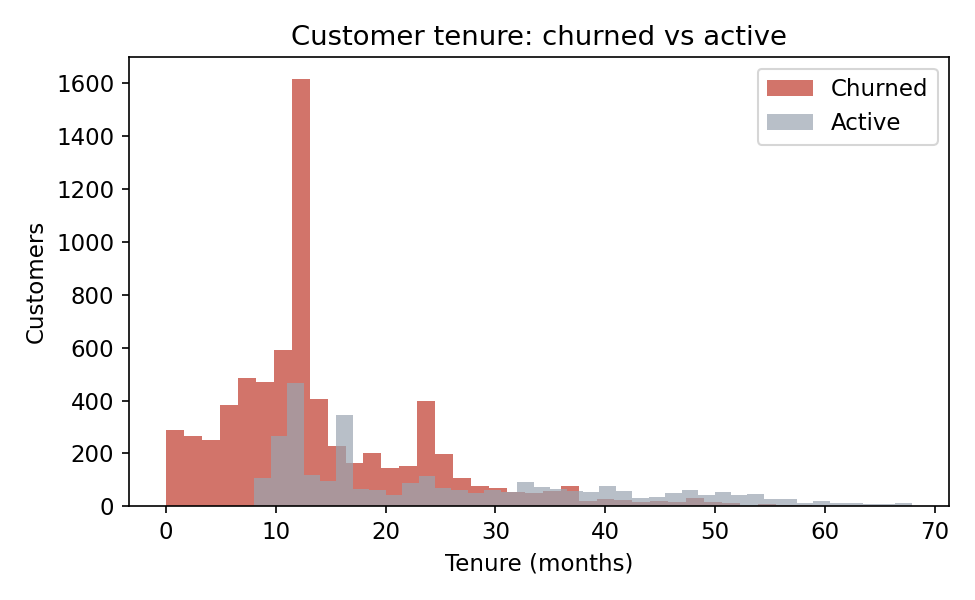 Customer tenure: churned vs active
Churned
Active
1600
1400
1200
1000
800
600
400
200
0
Customers
0 10 20 30 40 50 60 70
Tenure (months)